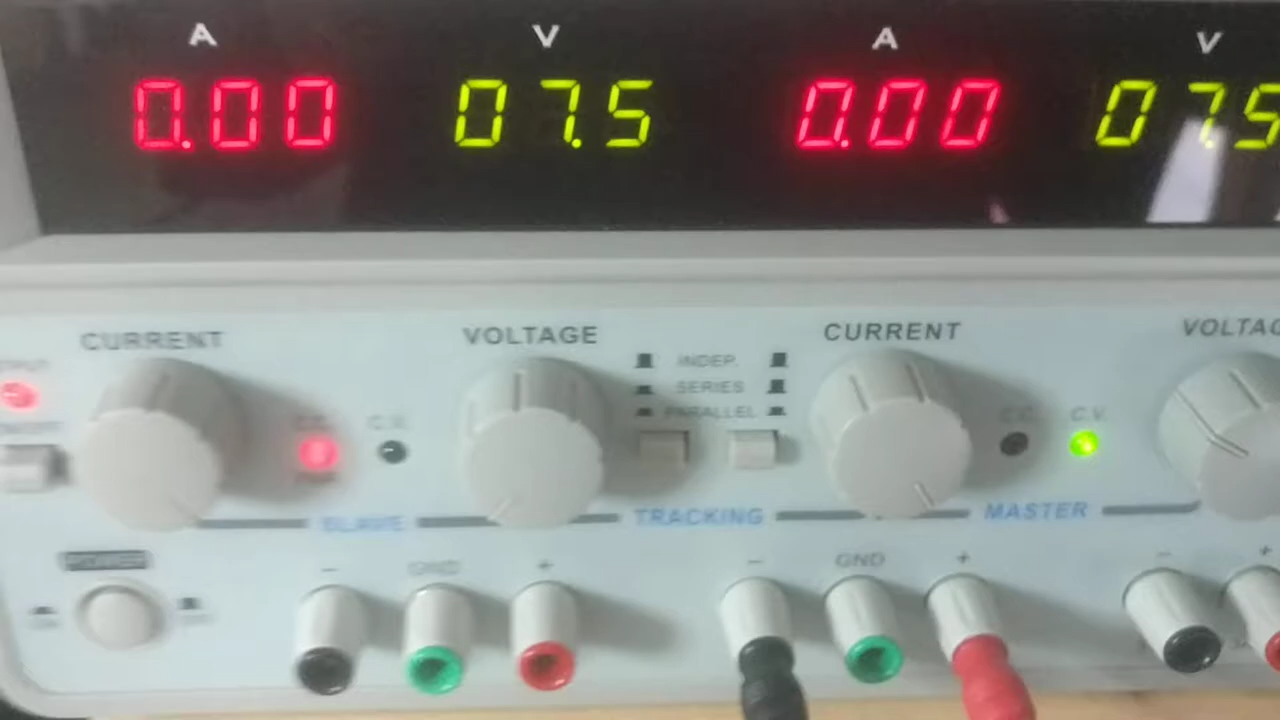 A V A V
0.00 07.5 0.00 07.5
CURRENT VOLTAGE CURRENT
INDEP.
SERIES
PARALLEL
C.C. C.V. C.C. C.V.
SLAVE TRACKING MASTER
POWER
− GND + − GND + − +